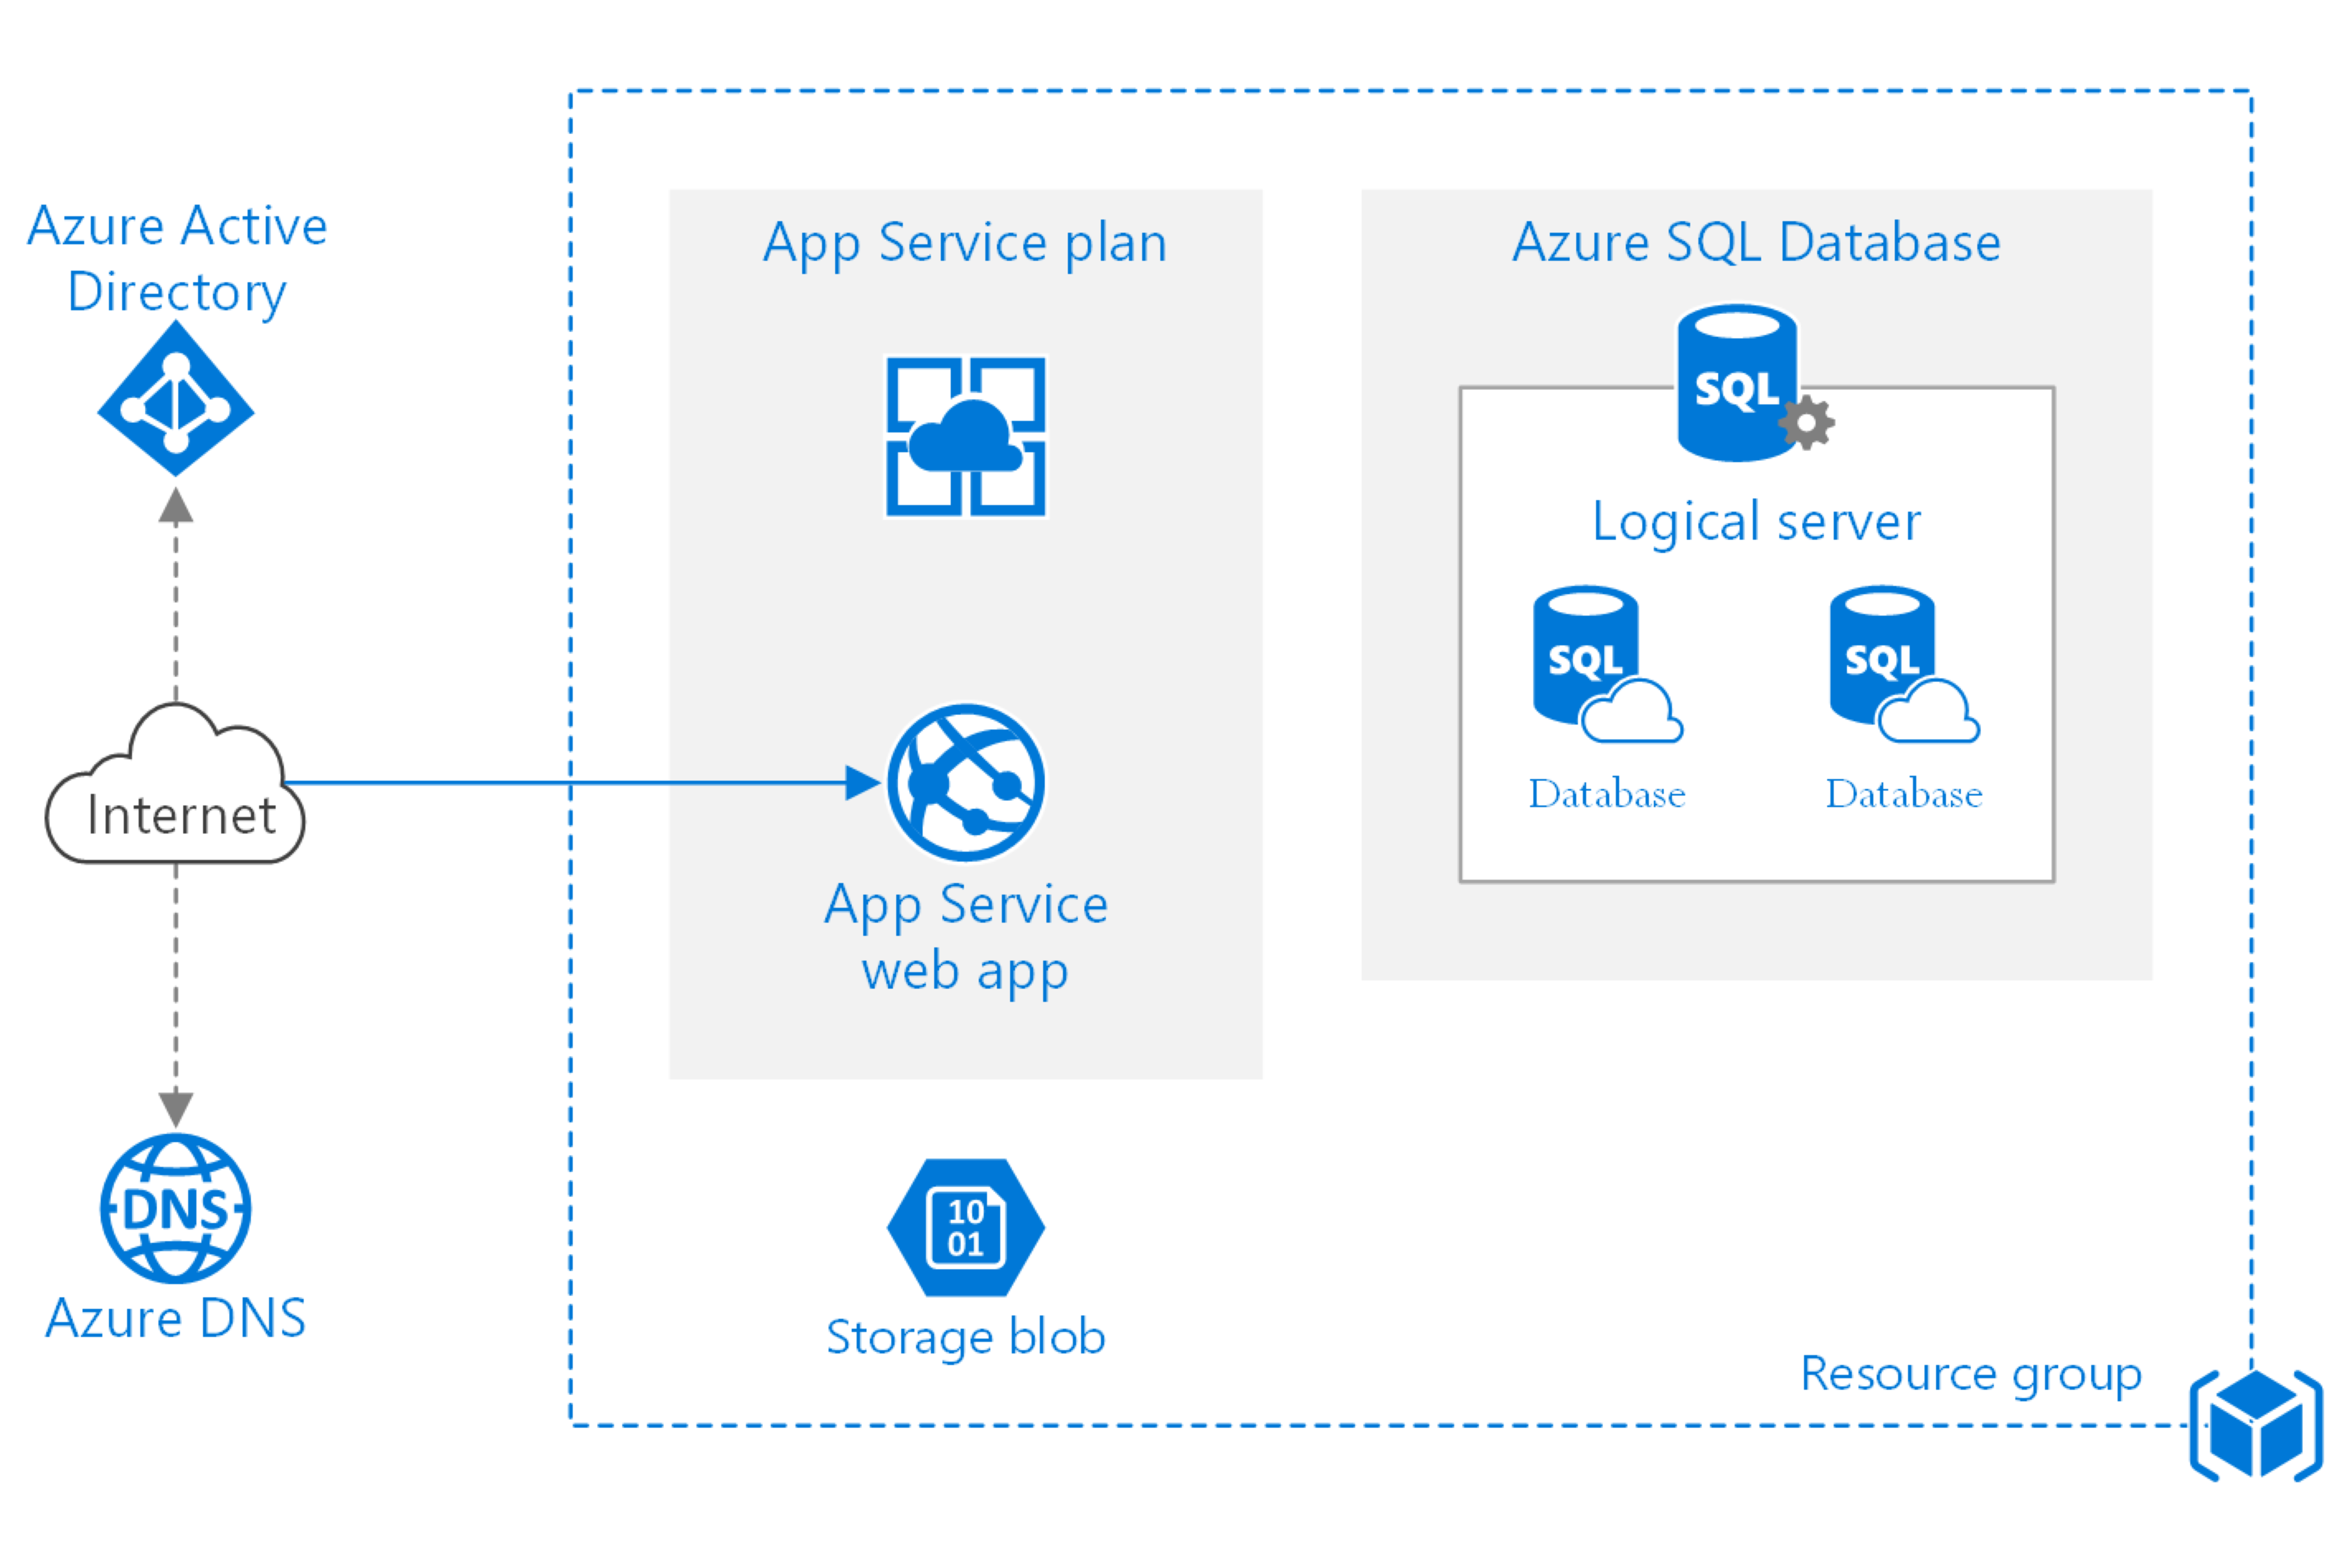 Azure Active
Directory
Internet
DNS
Azure DNS
App Service plan
App Service
web app
10
01
Storage blob
Azure SQL Database
SQL
Logical server
SQL
SQL
Database
Database
Resource group